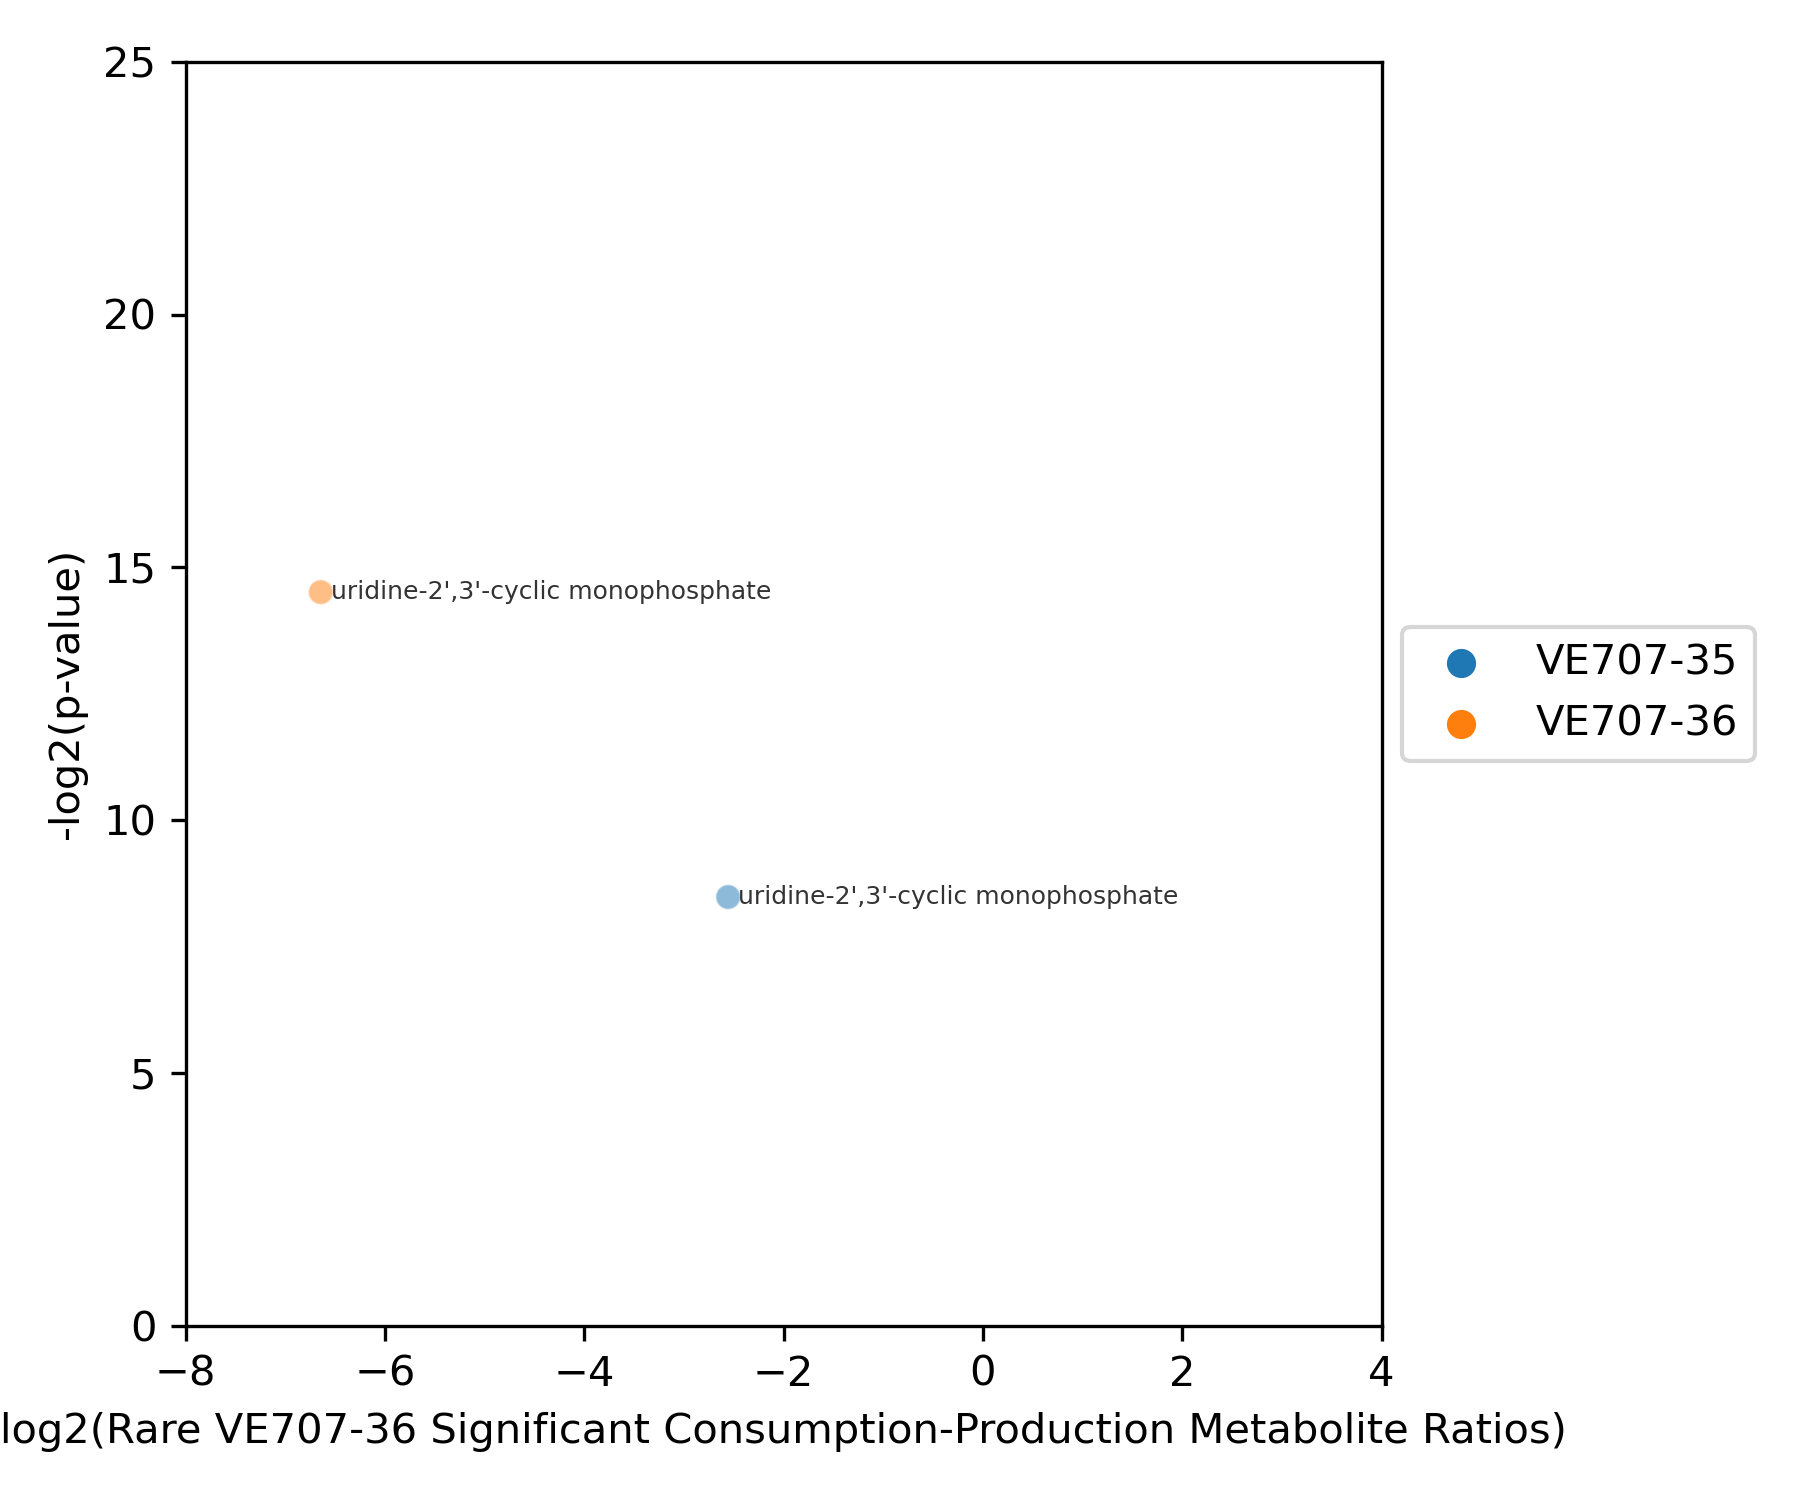 25
20
15
10
5
0
-log2(p-value)
uridine-2',3'-cyclic monophosphate
uridine-2',3'-cyclic monophosphate
VE707-35
VE707-36
−8 −6 −4 −2 0 2 4
log2(Rare VE707-36 Significant Consumption-Production Metabolite Ratios)